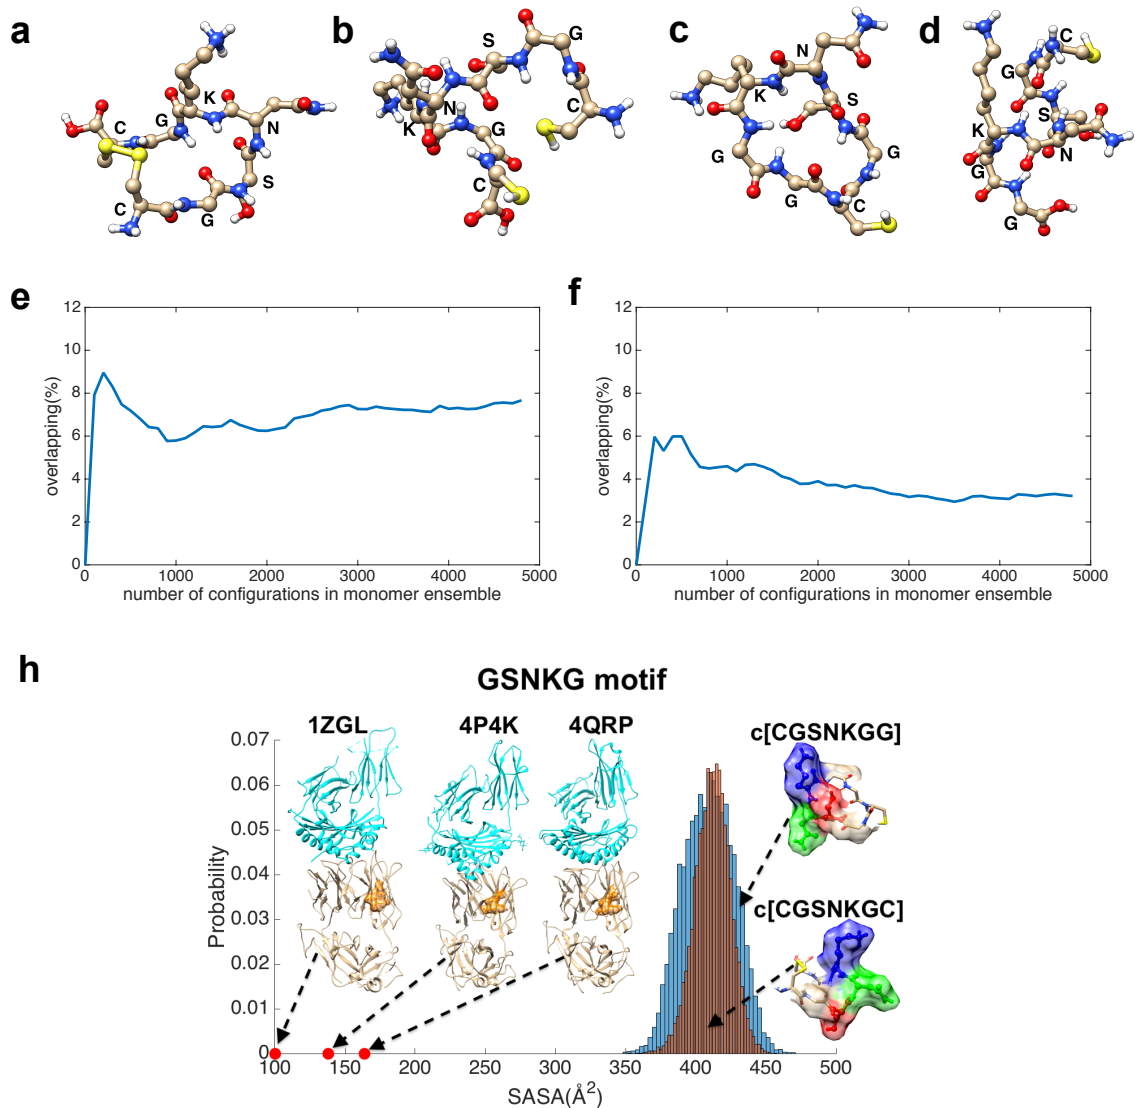 a
b
c
d
K
G
C
N
S
C
G
S
G
C
N
K
G
C
N
K
S
G
G
G
C
C
G
S
K
N
G
G
e
f
12
10
8
6
4
2
0
overlapping(%)
0 1000 2000 3000 4000 5000
number of configurations in monomer ensemble
12
10
8
6
4
2
0
overlapping(%)
0 1000 2000 3000 4000 5000
number of configurations in monomer ensemble
h
GSNKG motif
1ZGL 4P4K 4QRP
c[CGSNKGG]
c[CGSNKGC]
0.07
0.06
0.05
0.04
0.03
0.02
0.01
0
Probability
100 150 200 250 300 350 400 450 500
SASA(Å²)